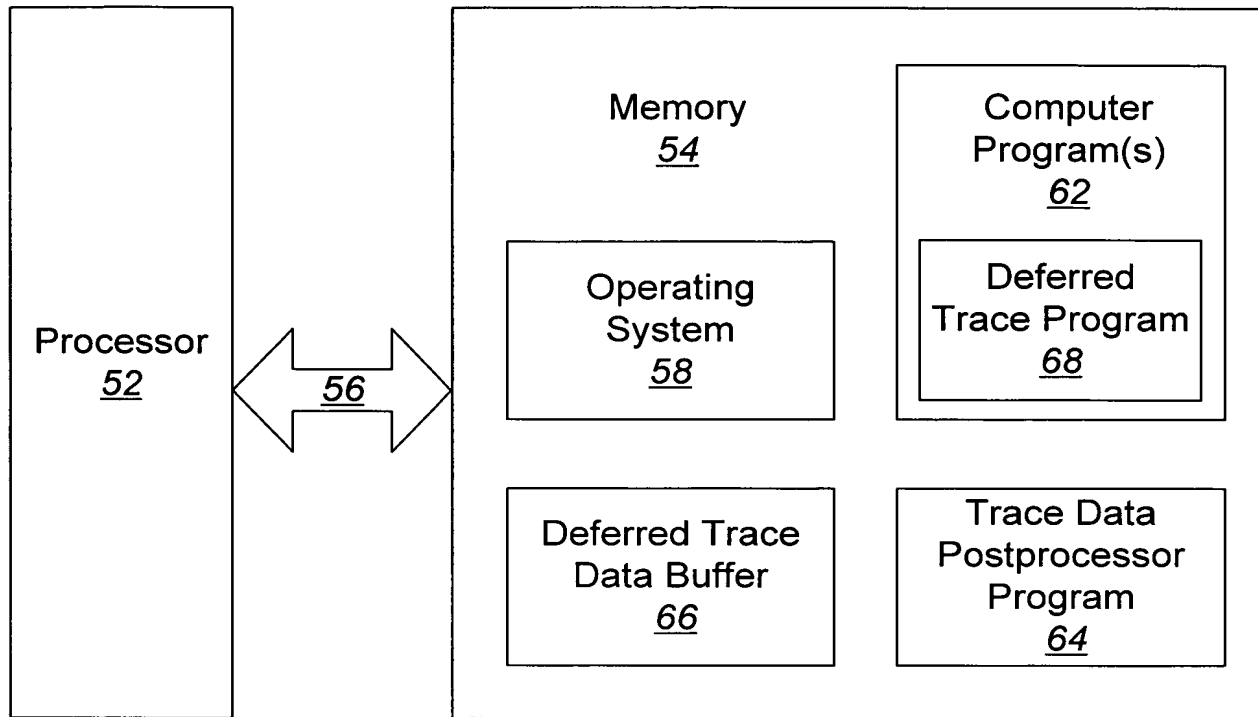 Processor
52
56
Memory
54
Operating
System
58
Computer
Program(s)
62
Deferred
Trace Program
68
Deferred Trace
Data Buffer
66
Trace Data
Postprocessor
Program
64